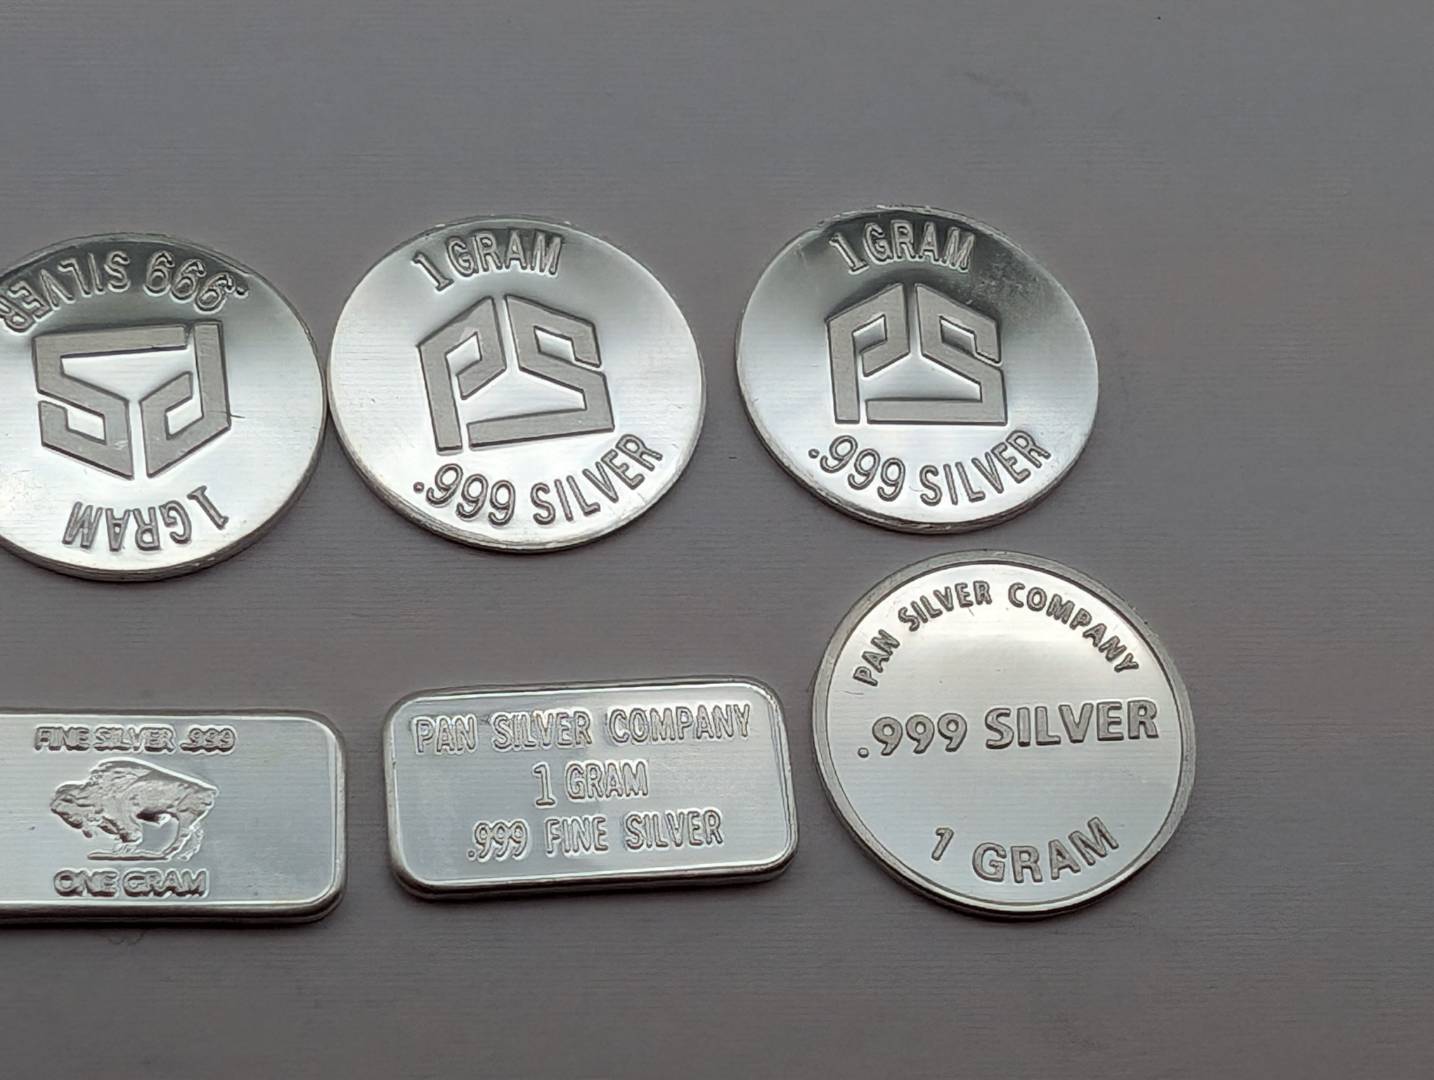 .999 SILVER
PS
1 GRAM
1 GRAM
PS
.999 SILVER
1 GRAM
PS
.999 SILVER
FINE SILVER .999
ONE GRAM
PAN SILVER COMPANY
1 GRAM
.999 FINE SILVER
PAN SILVER COMPANY
.999 SILVER
1 GRAM